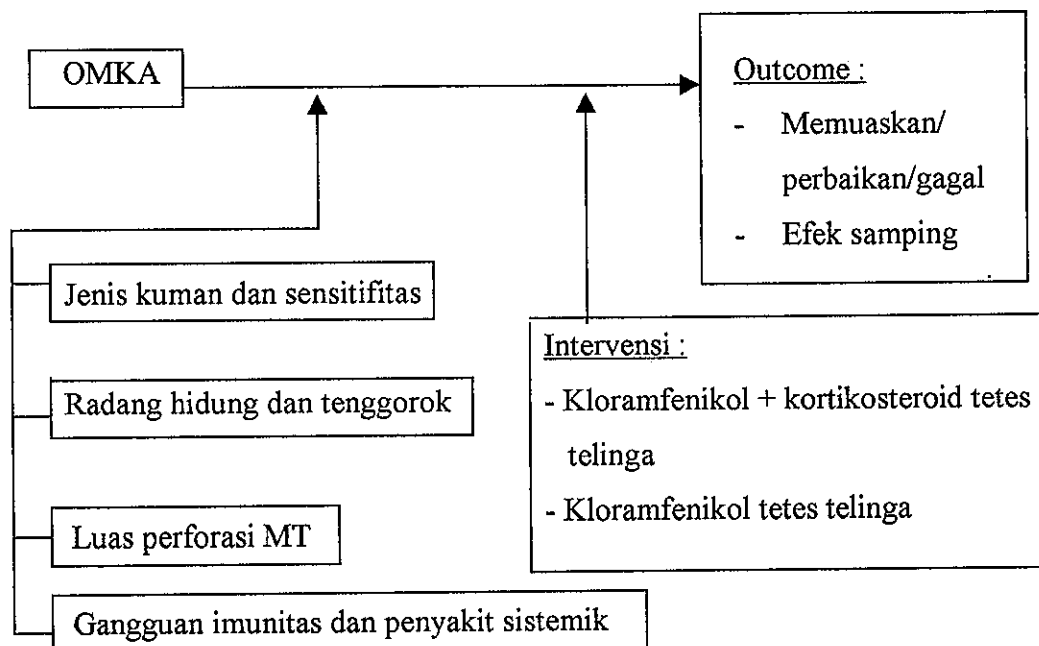 OMKA
Outcome :
- Memuaskan/
perbaikan/gagal
- Efek samping
Jenis kuman dan sensitifitas
Radang hidung dan tenggorok
Luas perforasi MT
Gangguan imunitas dan penyakit sistemik
Intervensi :
- Kloramfenikol + kortikosteroid tetes
telinga
- Kloramfenikol tetes telinga